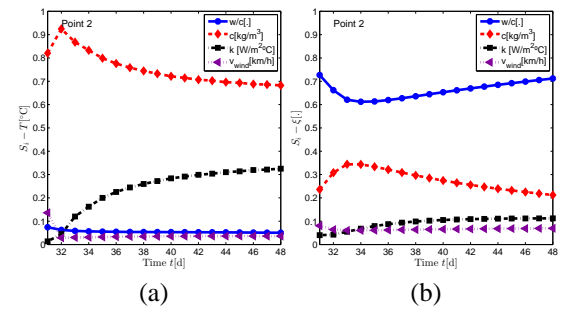 Point 2
w/c[.]
c[kg/m³]
k [W/m²°C]
v_wind[km/h]
1
0.9
0.8
0.7
0.6
0.5
0.4
0.3
0.2
0.1
0
S_i − T[°C]
32 34 36 38 40 42 44 46 48
Time t[d]
(a)
Point 2
w/c[.]
c[kg/m³]
k [W/m²°C]
v_wind[km/h]
1
0.9
0.8
0.7
0.6
0.5
0.4
0.3
0.2
0.1
0
S_i − ξ[.]
32 34 36 38 40 42 44 46 48
Time t[d]
(b)